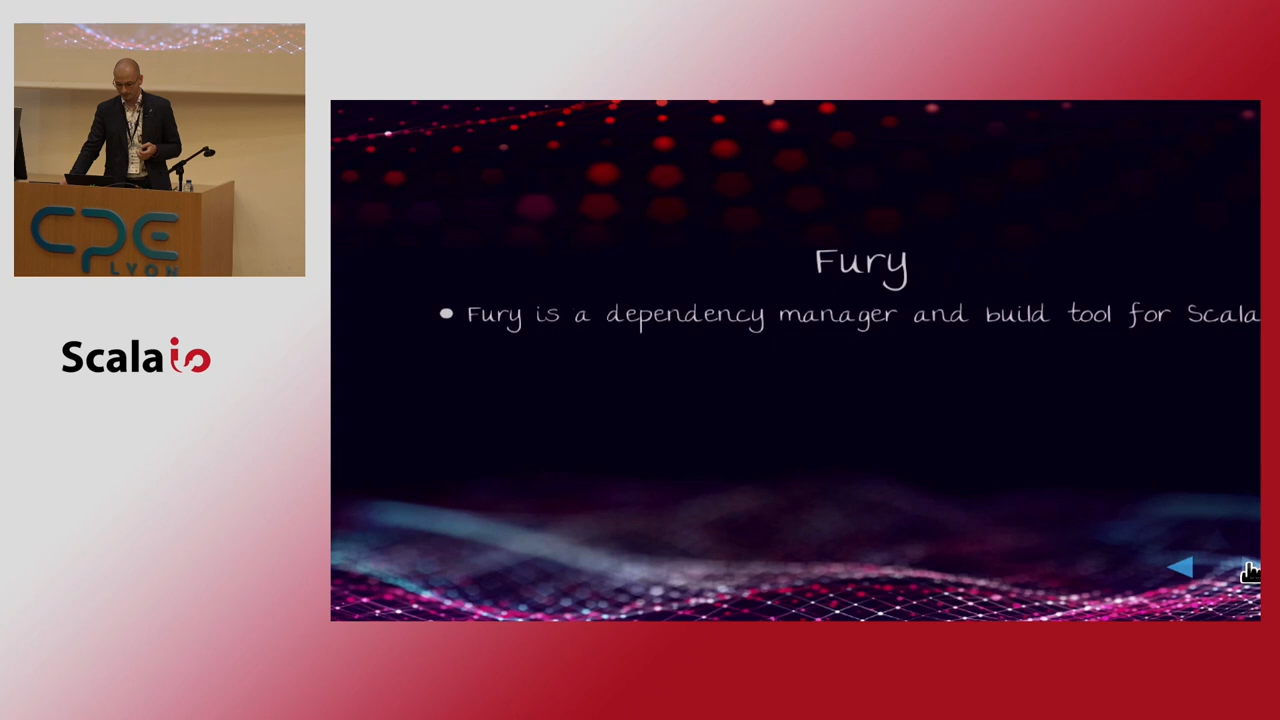 CPE
LYON
Scala io
Fury
• Fury is a dependency manager and build tool for Scala